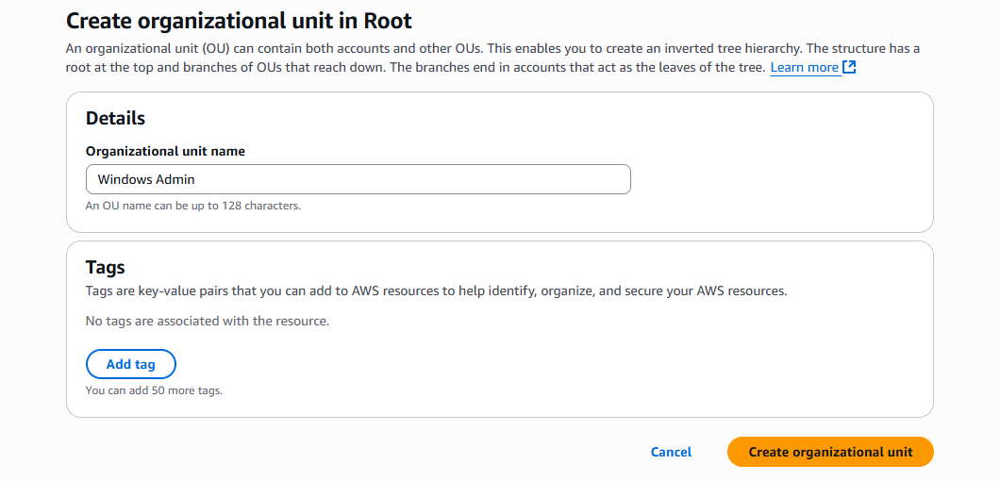 Create organizational unit in Root
An organizational unit (OU) can contain both accounts and other OUs. This enables you to create an inverted tree hierarchy. The structure has a
root at the top and branches of OUs that reach down. The branches end in accounts that act as the leaves of the tree. Learn more
Details
Organizational unit name
Windows Admin
An OU name can be up to 128 characters.
Tags
Tags are key-value pairs that you can add to AWS resources to help identify, organize, and secure your AWS resources.
No tags are associated with the resource.
Add tag
You can add 50 more tags.
Cancel
Create organizational unit